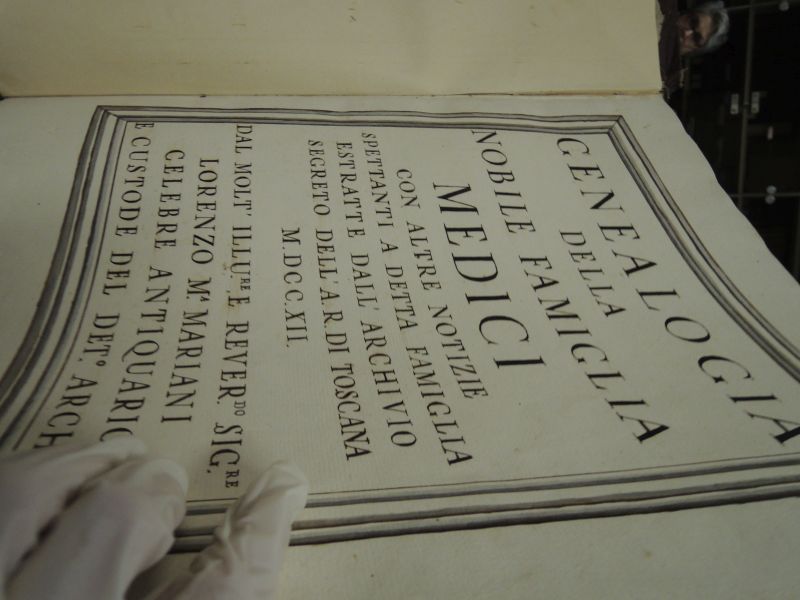 GENEALOGIA
DELLA
NOBILE FAMIGLIA
MEDICI
CON ALTRE NOTIZIE
SPETTANTI A DETTA FAMIGLIA
ESTRATTE DALL' ARCHIVIO
SEGRETO DELL' A.R. DI TOSCANA
M.DCC.XII.
DAL MOLT' ILLU.RE E REVER.DO SIG.RE
LORENZO M.A MARIANI
CELEBRE ANTIQUARIO
E CUSTODE DEL DET.O ARCH